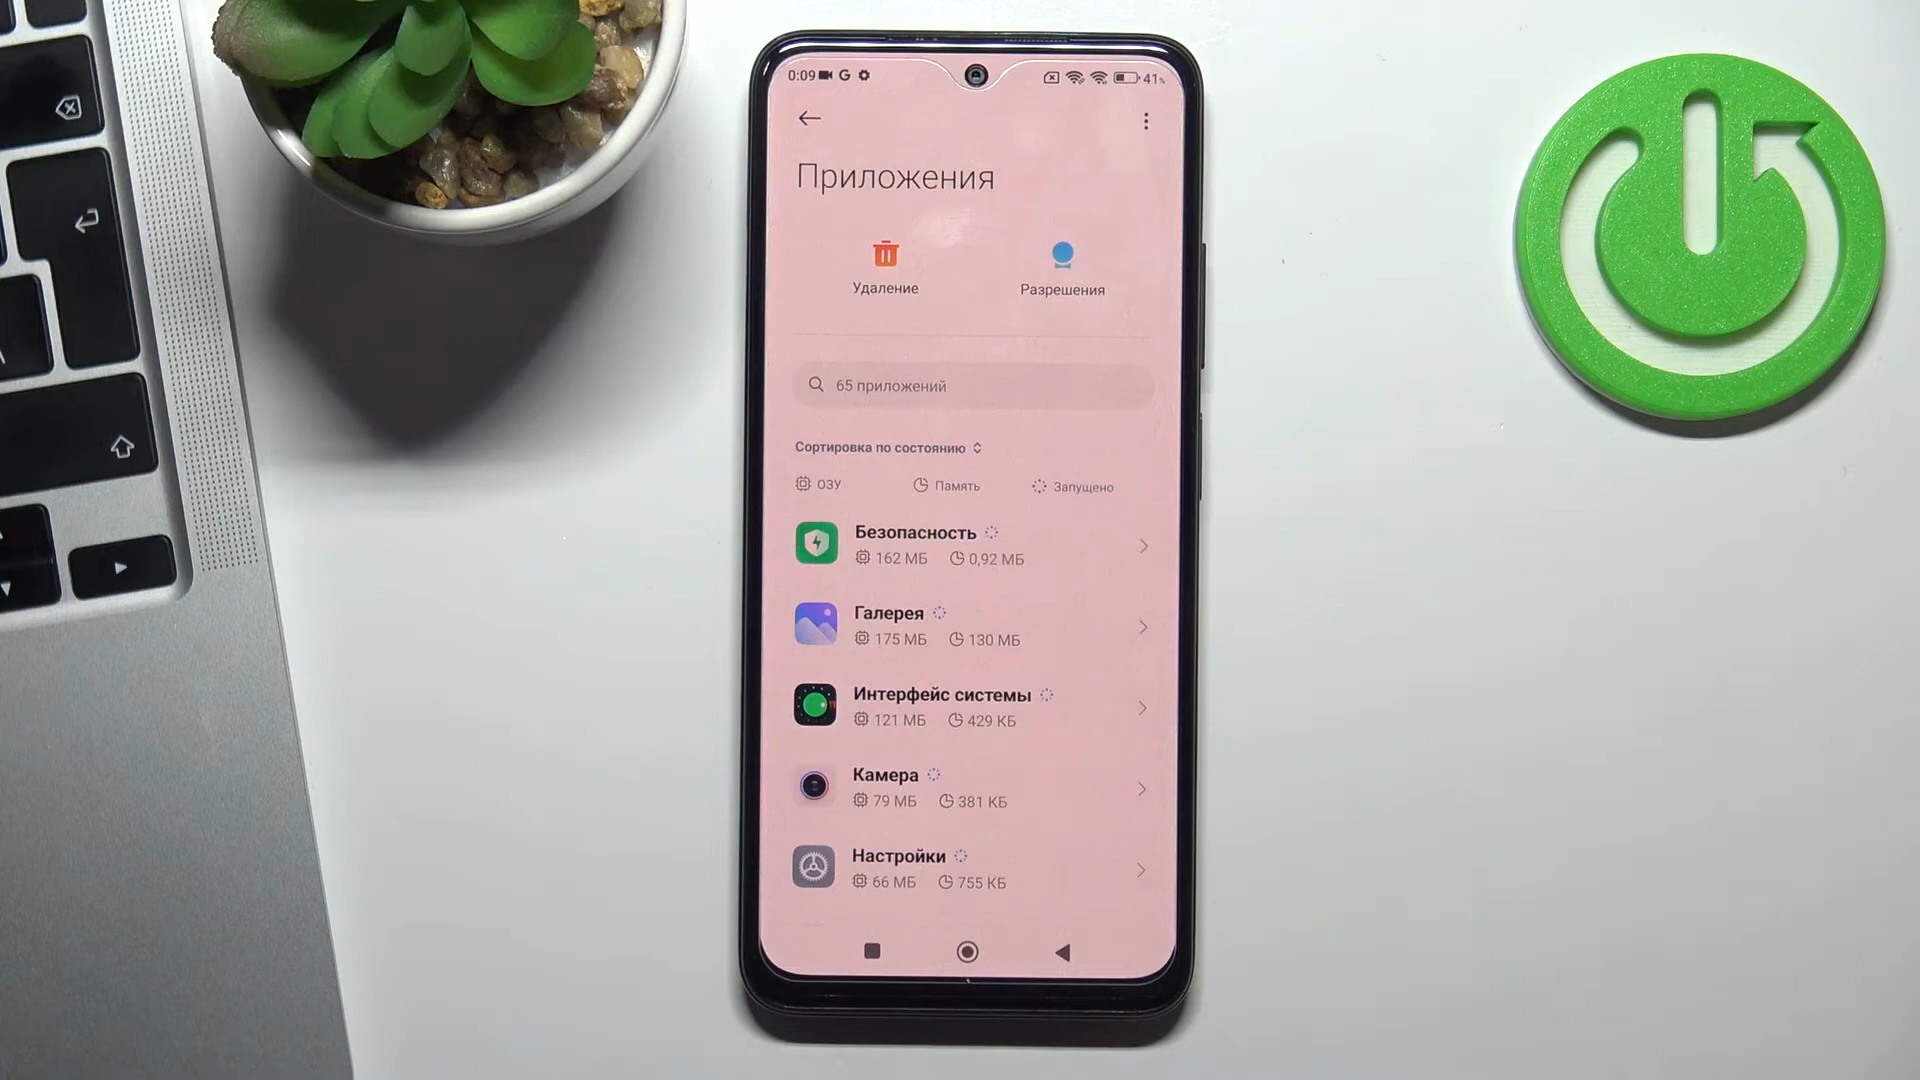 0:09 G 41%
Приложения
Удаление Разрешения
65 приложений
Сортировка по состоянию
ОЗУ Память Запущено
Безопасность
162 МБ 0,92 МБ
Галерея
175 МБ 130 МБ
Интерфейс системы
121 МБ 429 КБ
Камера
79 МБ 381 КБ
Настройки
66 МБ 755 КБ